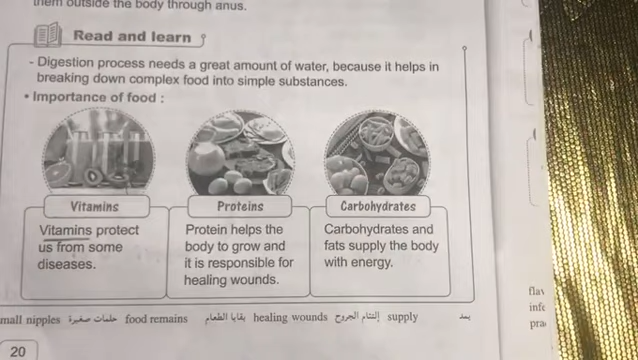 them outside the body through anus.
Read and learn
- Digestion process needs a great amount of water, because it helps in
breaking down complex food into simple substances.
• Importance of food :
Vitamins
Vitamins protect
us from some
diseases.
Proteins
Protein helps the
body to grow and
it is responsible for
healing wounds.
Carbohydrates
Carbohydrates and
fats supply the body
with energy.
mall nipples حلمات صغيرة food remains بقايا الطعام healing wounds إلتئام الجروح supply يمد
20
flav
info
pra